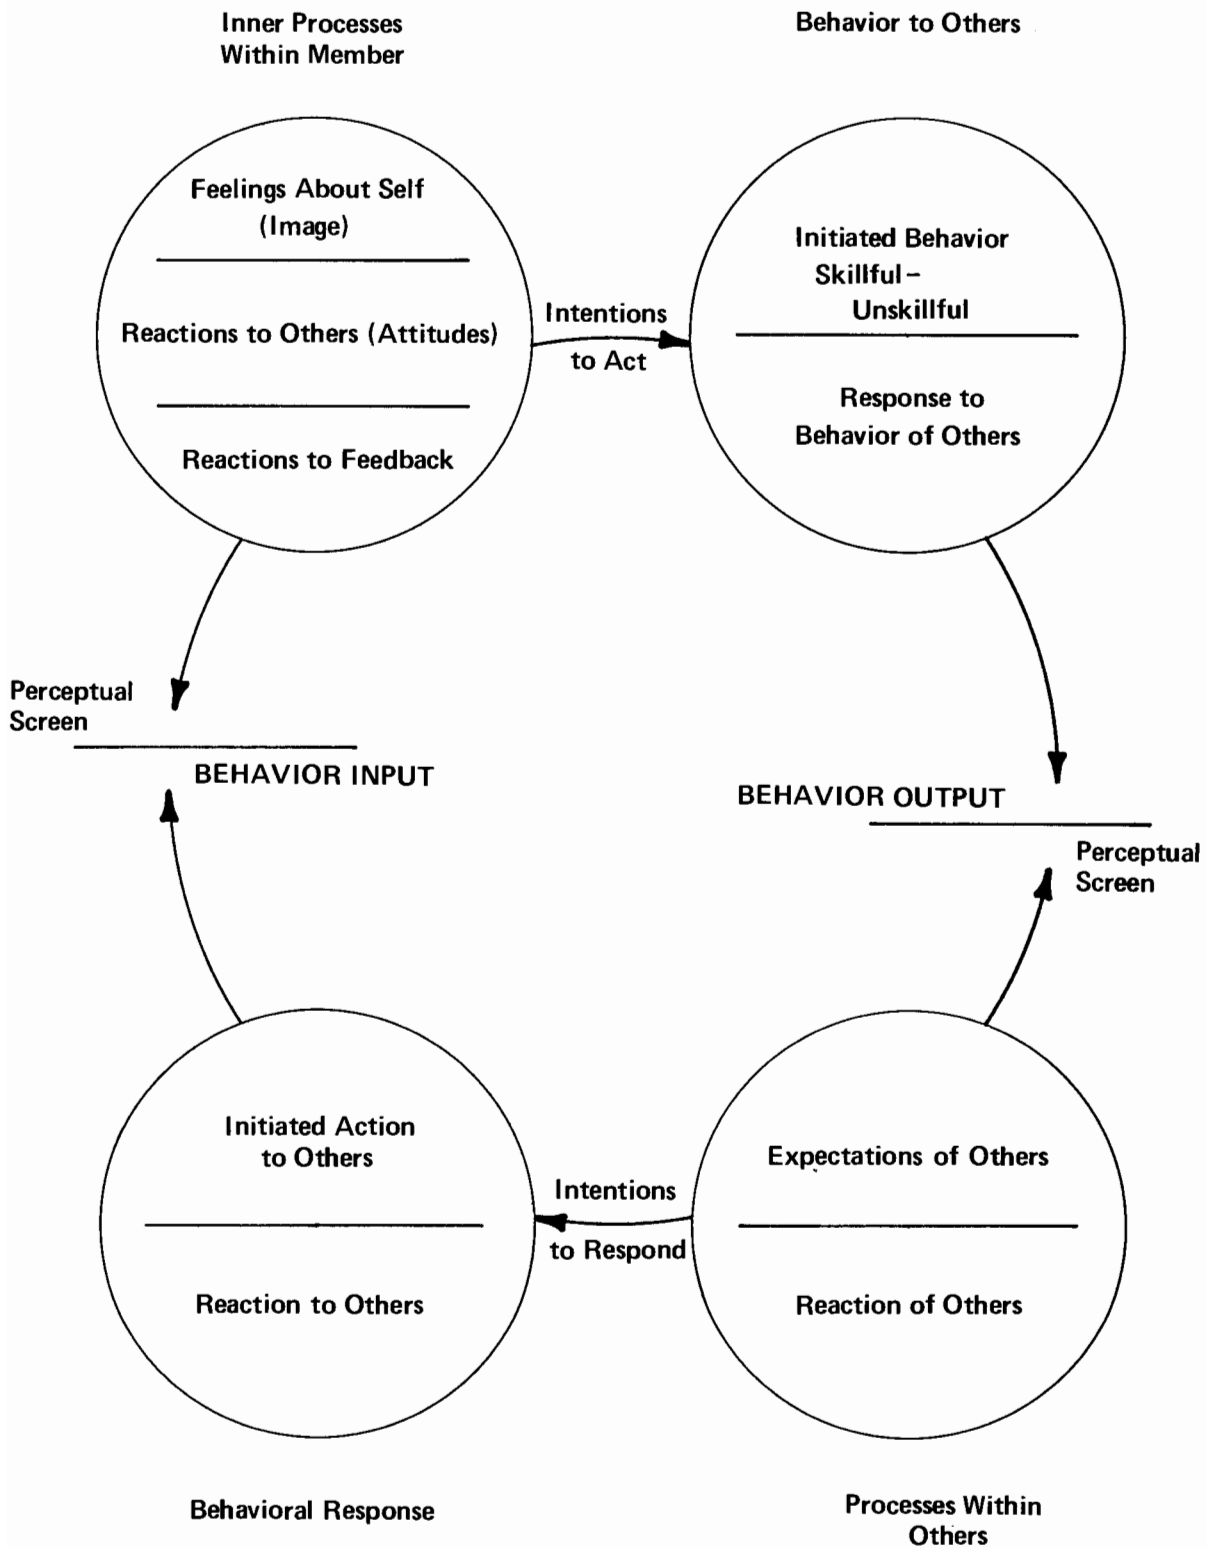 Inner Processes
Within Member
Behavior to Others
Feelings About Self
(Image)
Reactions to Others (Attitudes)
Reactions to Feedback
Intentions
to Act
Initiated Behavior
Skillful–
Unskillful
Response to
Behavior of Others
Perceptual
Screen
BEHAVIOR INPUT
BEHAVIOR OUTPUT
Perceptual
Screen
Initiated Action
to Others
Reaction to Others
Intentions
to Respond
Expectations of Others
Reaction of Others
Behavioral Response
Processes Within
Others